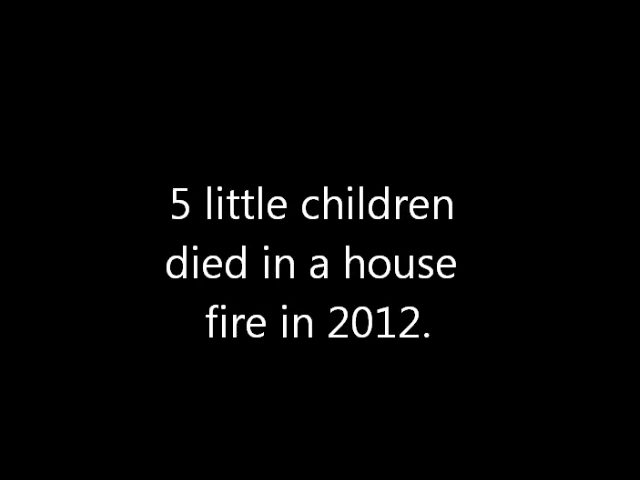 5 little children
died in a house
fire in 2012.